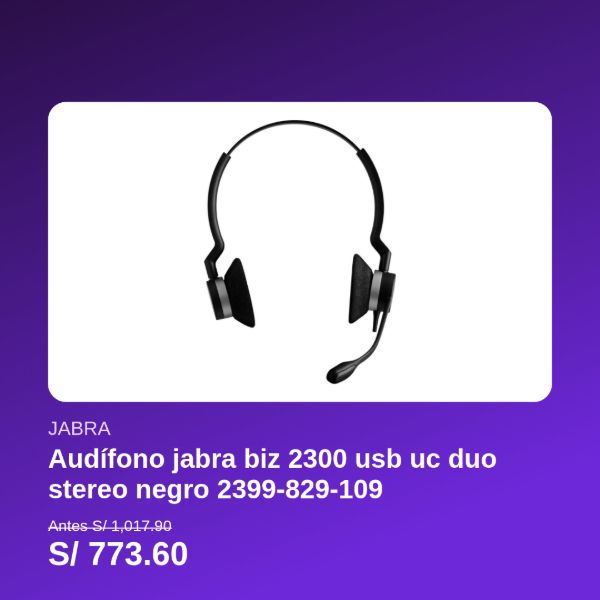 JABRA
Audífono jabra biz 2300 usb uc duo
stereo negro 2399-829-109
Antes S/ 1,017.90
S/ 773.60